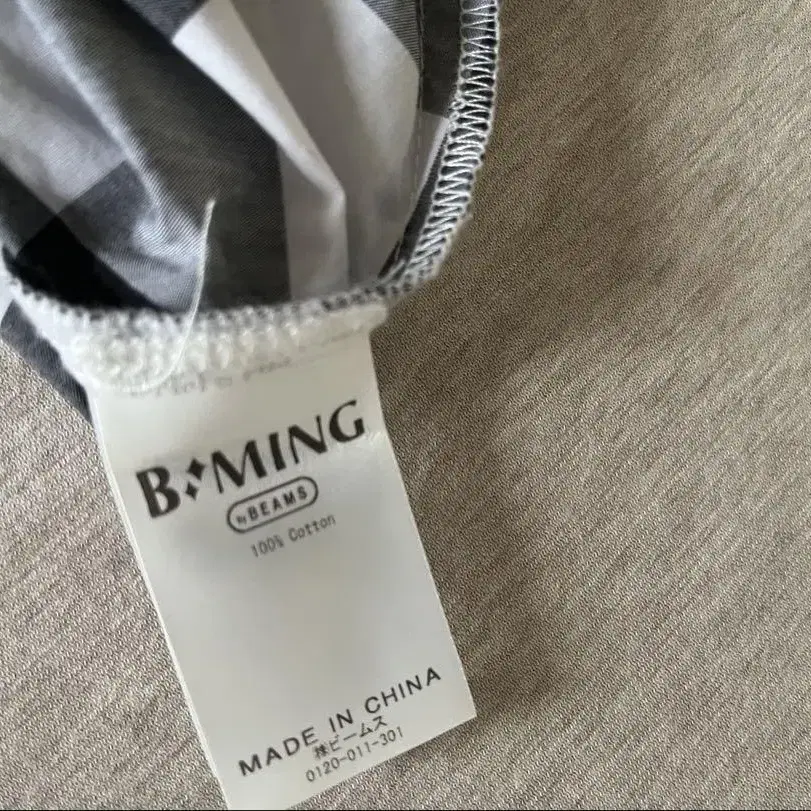 B:MING
by BEAMS
100% Cotton
MADE IN CHINA
㈱ビームス
0120-011-301